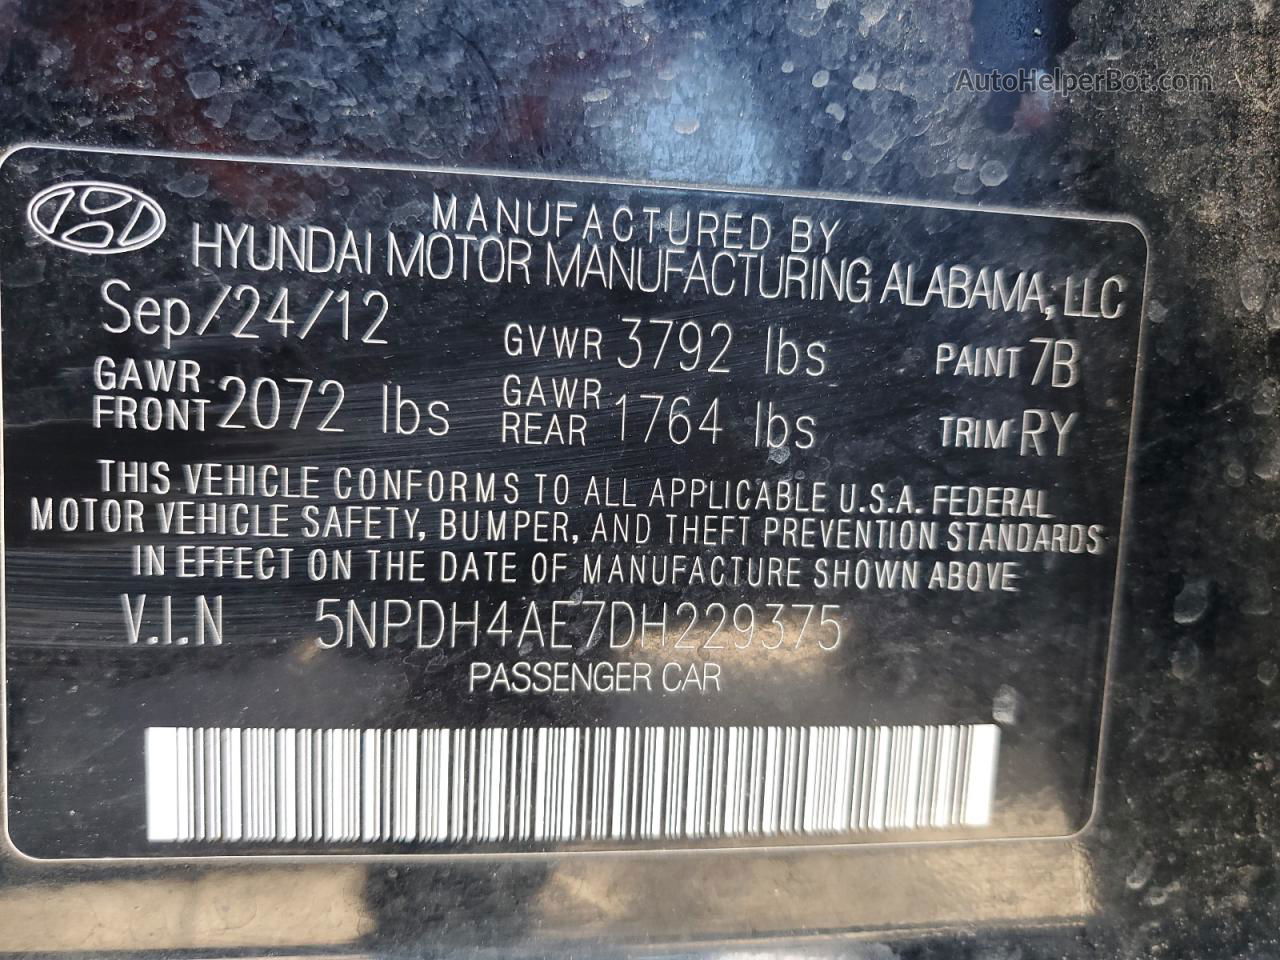 AutoHelperBot.com
MANUFACTURED BY
HYUNDAI MOTOR MANUFACTURING ALABAMA, LLC
Sep/24/12 GVWR 3792 lbs PAINT 7B
GAWR FRONT 2072 lbs GAWR REAR 1764 lbs TRIM RY
THIS VEHICLE CONFORMS TO ALL APPLICABLE U.S.A. FEDERAL
MOTOR VEHICLE SAFETY, BUMPER, AND THEFT PREVENTION STANDARDS
IN EFFECT ON THE DATE OF MANUFACTURE SHOWN ABOVE
V.I.N 5NPDH4AE7DH229375
PASSENGER CAR